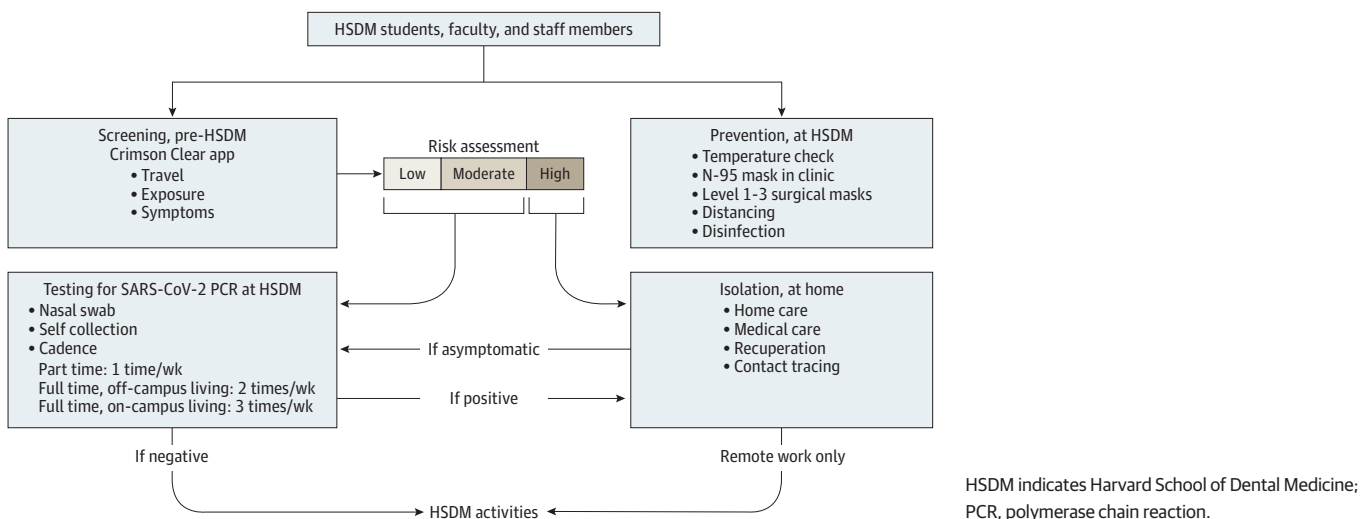 HSDM students, faculty, and staff members
Screening, pre-HSDM
Crimson Clear app
• Travel
• Exposure
• Symptoms
Risk assessment
Low
Moderate
High
Prevention, at HSDM
• Temperature check
• N-95 mask in clinic
• Level 1-3 surgical masks
• Distancing
• Disinfection
Testing for SARS-CoV-2 PCR at HSDM
• Nasal swab
• Self collection
• Cadence
Part time: 1 time/wk
Full time, off-campus living: 2 times/wk
Full time, on-campus living: 3 times/wk
If asymptomatic
If positive
Isolation, at home
• Home care
• Medical care
• Recuperation
• Contact tracing
If negative
Remote work only
HSDM activities
HSDM indicates Harvard School of Dental Medicine;
PCR, polymerase chain reaction.